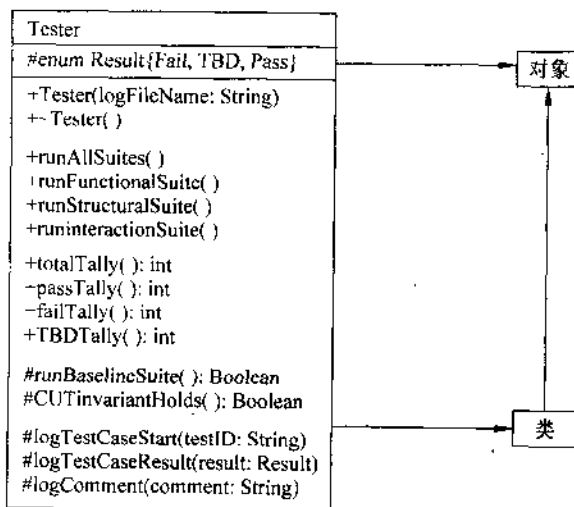 Tester
#enum Result{Fail, TBD, Pass}
对象
+Tester(logFileName: String)
+~Tester( )
+runAllSuites( )
+runFunctionalSuite( )
+runStructuralSuite( )
+runinteractionSuite( )
+totalTally( ): int
+passTally( ): int
+failTally( ): int
+TBDTally( ): int
#runBaselineSuite( ): Boolean
#CUTinvariantHolds( ): Boolean
类
#logTestCaseStart(testID: String)
#logTestCaseResult(result: Result)
#logComment(comment: String)